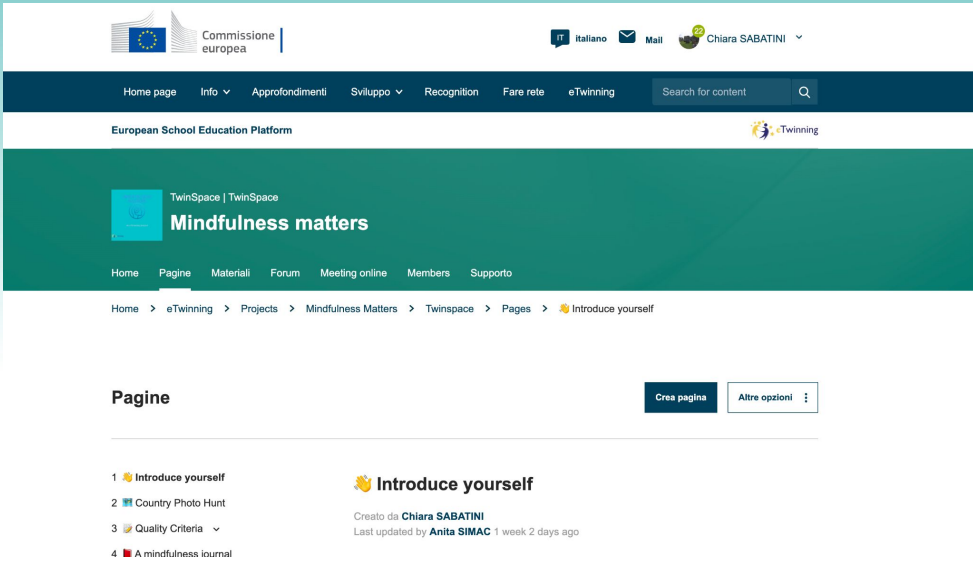 Commissione
europea
IT italiano Mail 22 Chiara SABATINI
Home page Info Approfondimenti Sviluppo Recognition Fare rete eTwinning Search for content
European School Education Platform
eTwinning
TwinSpace | TwinSpace
Mindfulness matters
Home Pagine Materiali Forum Meeting online Members Supporto
Home > eTwinning > Projects > Mindfulness Matters > Twinspace > Pages > 👋 Introduce yourself
Pagine
Crea pagina
Altre opzioni
1 👋 Introduce yourself
2 Country Photo Hunt
3 Quality Criteria
4 A mindfulness journal
👋 Introduce yourself
Creato da Chiara SABATINI
Last updated by Anita SIMAC 1 week 2 days ago